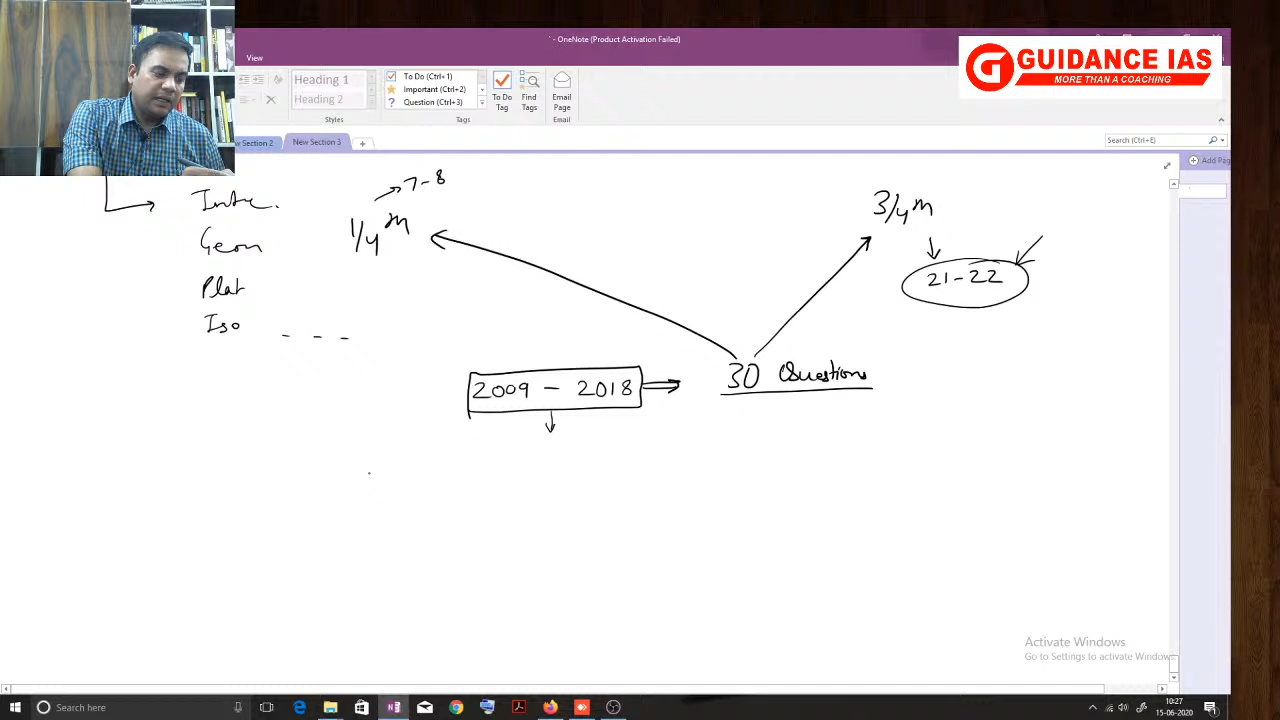 ' - OneNote (Product Activation Failed)
GUIDANCE IAS
MORE THAN A COACHING
View
Heading 1
Heading 2
Styles
To Do (Ctrl+1)
Important (Ctrl+2)
Question (Ctrl+3)
To Do Tag
Find Tags
Tags
Email Page
Email
Section 2
New Section 3
Search (Ctrl+E)
Add Pag
7-8
1/4 m
3/4 m
21-22
Geom
Plat
Iso - - -
2009 - 2018
30 Questions
Activate Windows
Go to Settings to activate Windows
Search here
10:27
15-06-2020